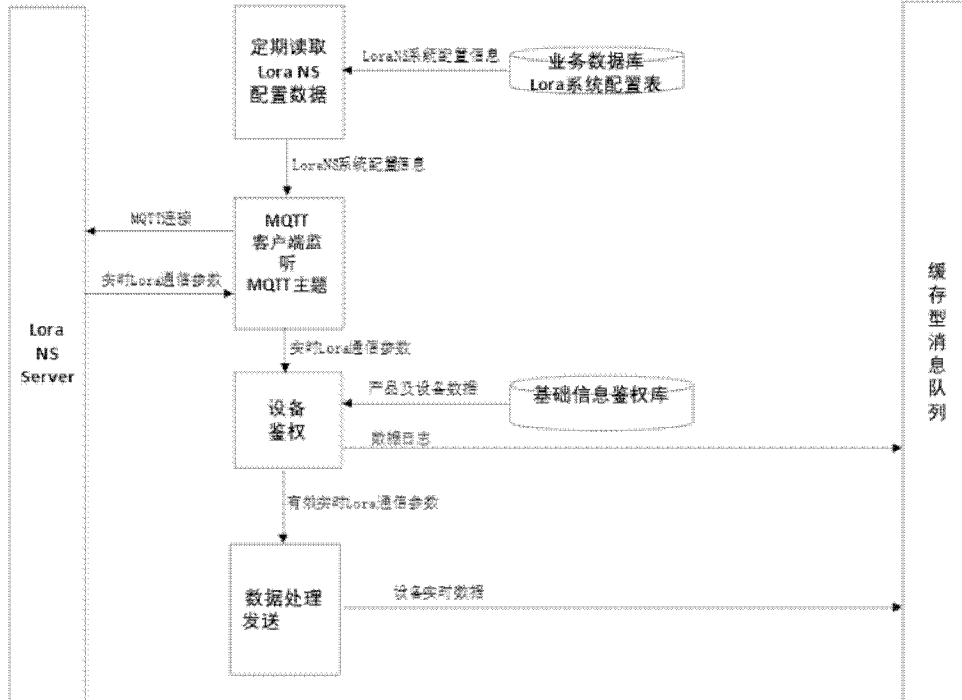 定期读取
Lora NS
配置数据
LoraNS系统配置信息
业务数据库
Lora系统配置表
LoraNS系统配置信息
MQTT连接
MQTT
客户端监
听
MQTT主题
实时Lora通信参数
Lora
NS
Server
缓
存
型
消
息
队
列
实时Lora通信参数
设备
鉴权
产品及设备数据
基础信息鉴权库
数据日志
有效实时Lora通信参数
数据处理
发送
设备实时数据